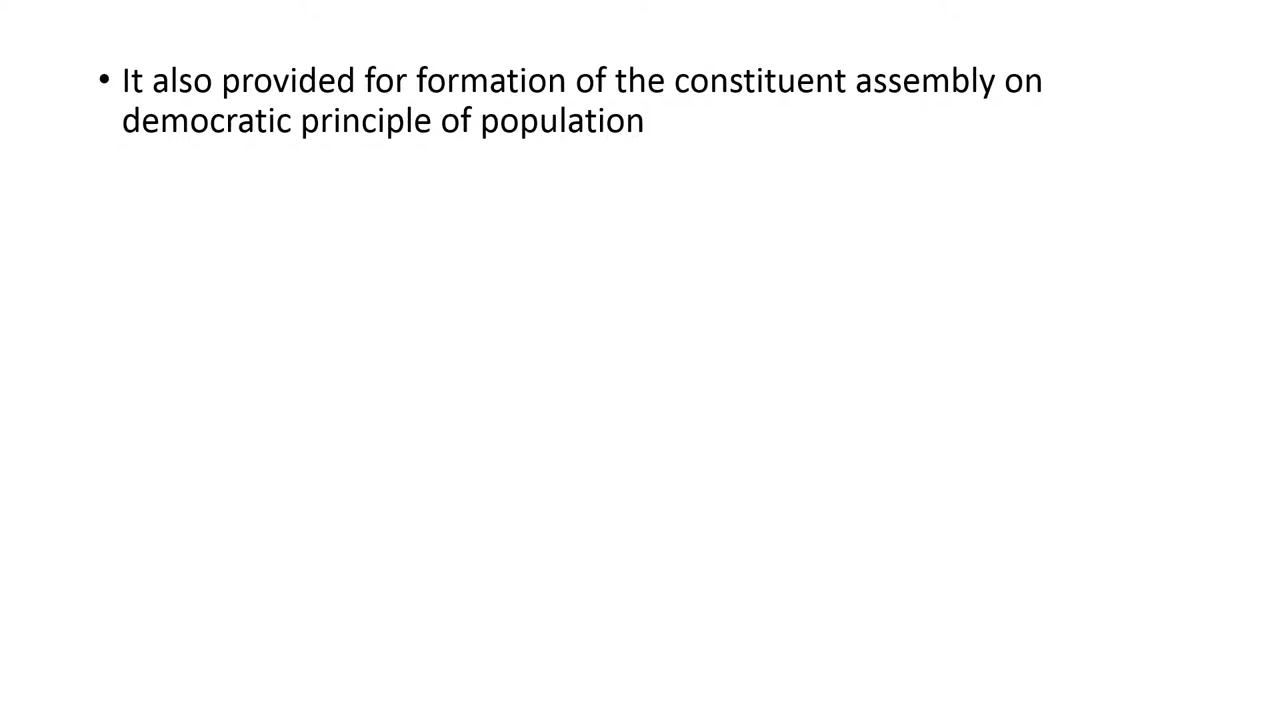 • It also provided for formation of the constituent assembly on
democratic principle of population